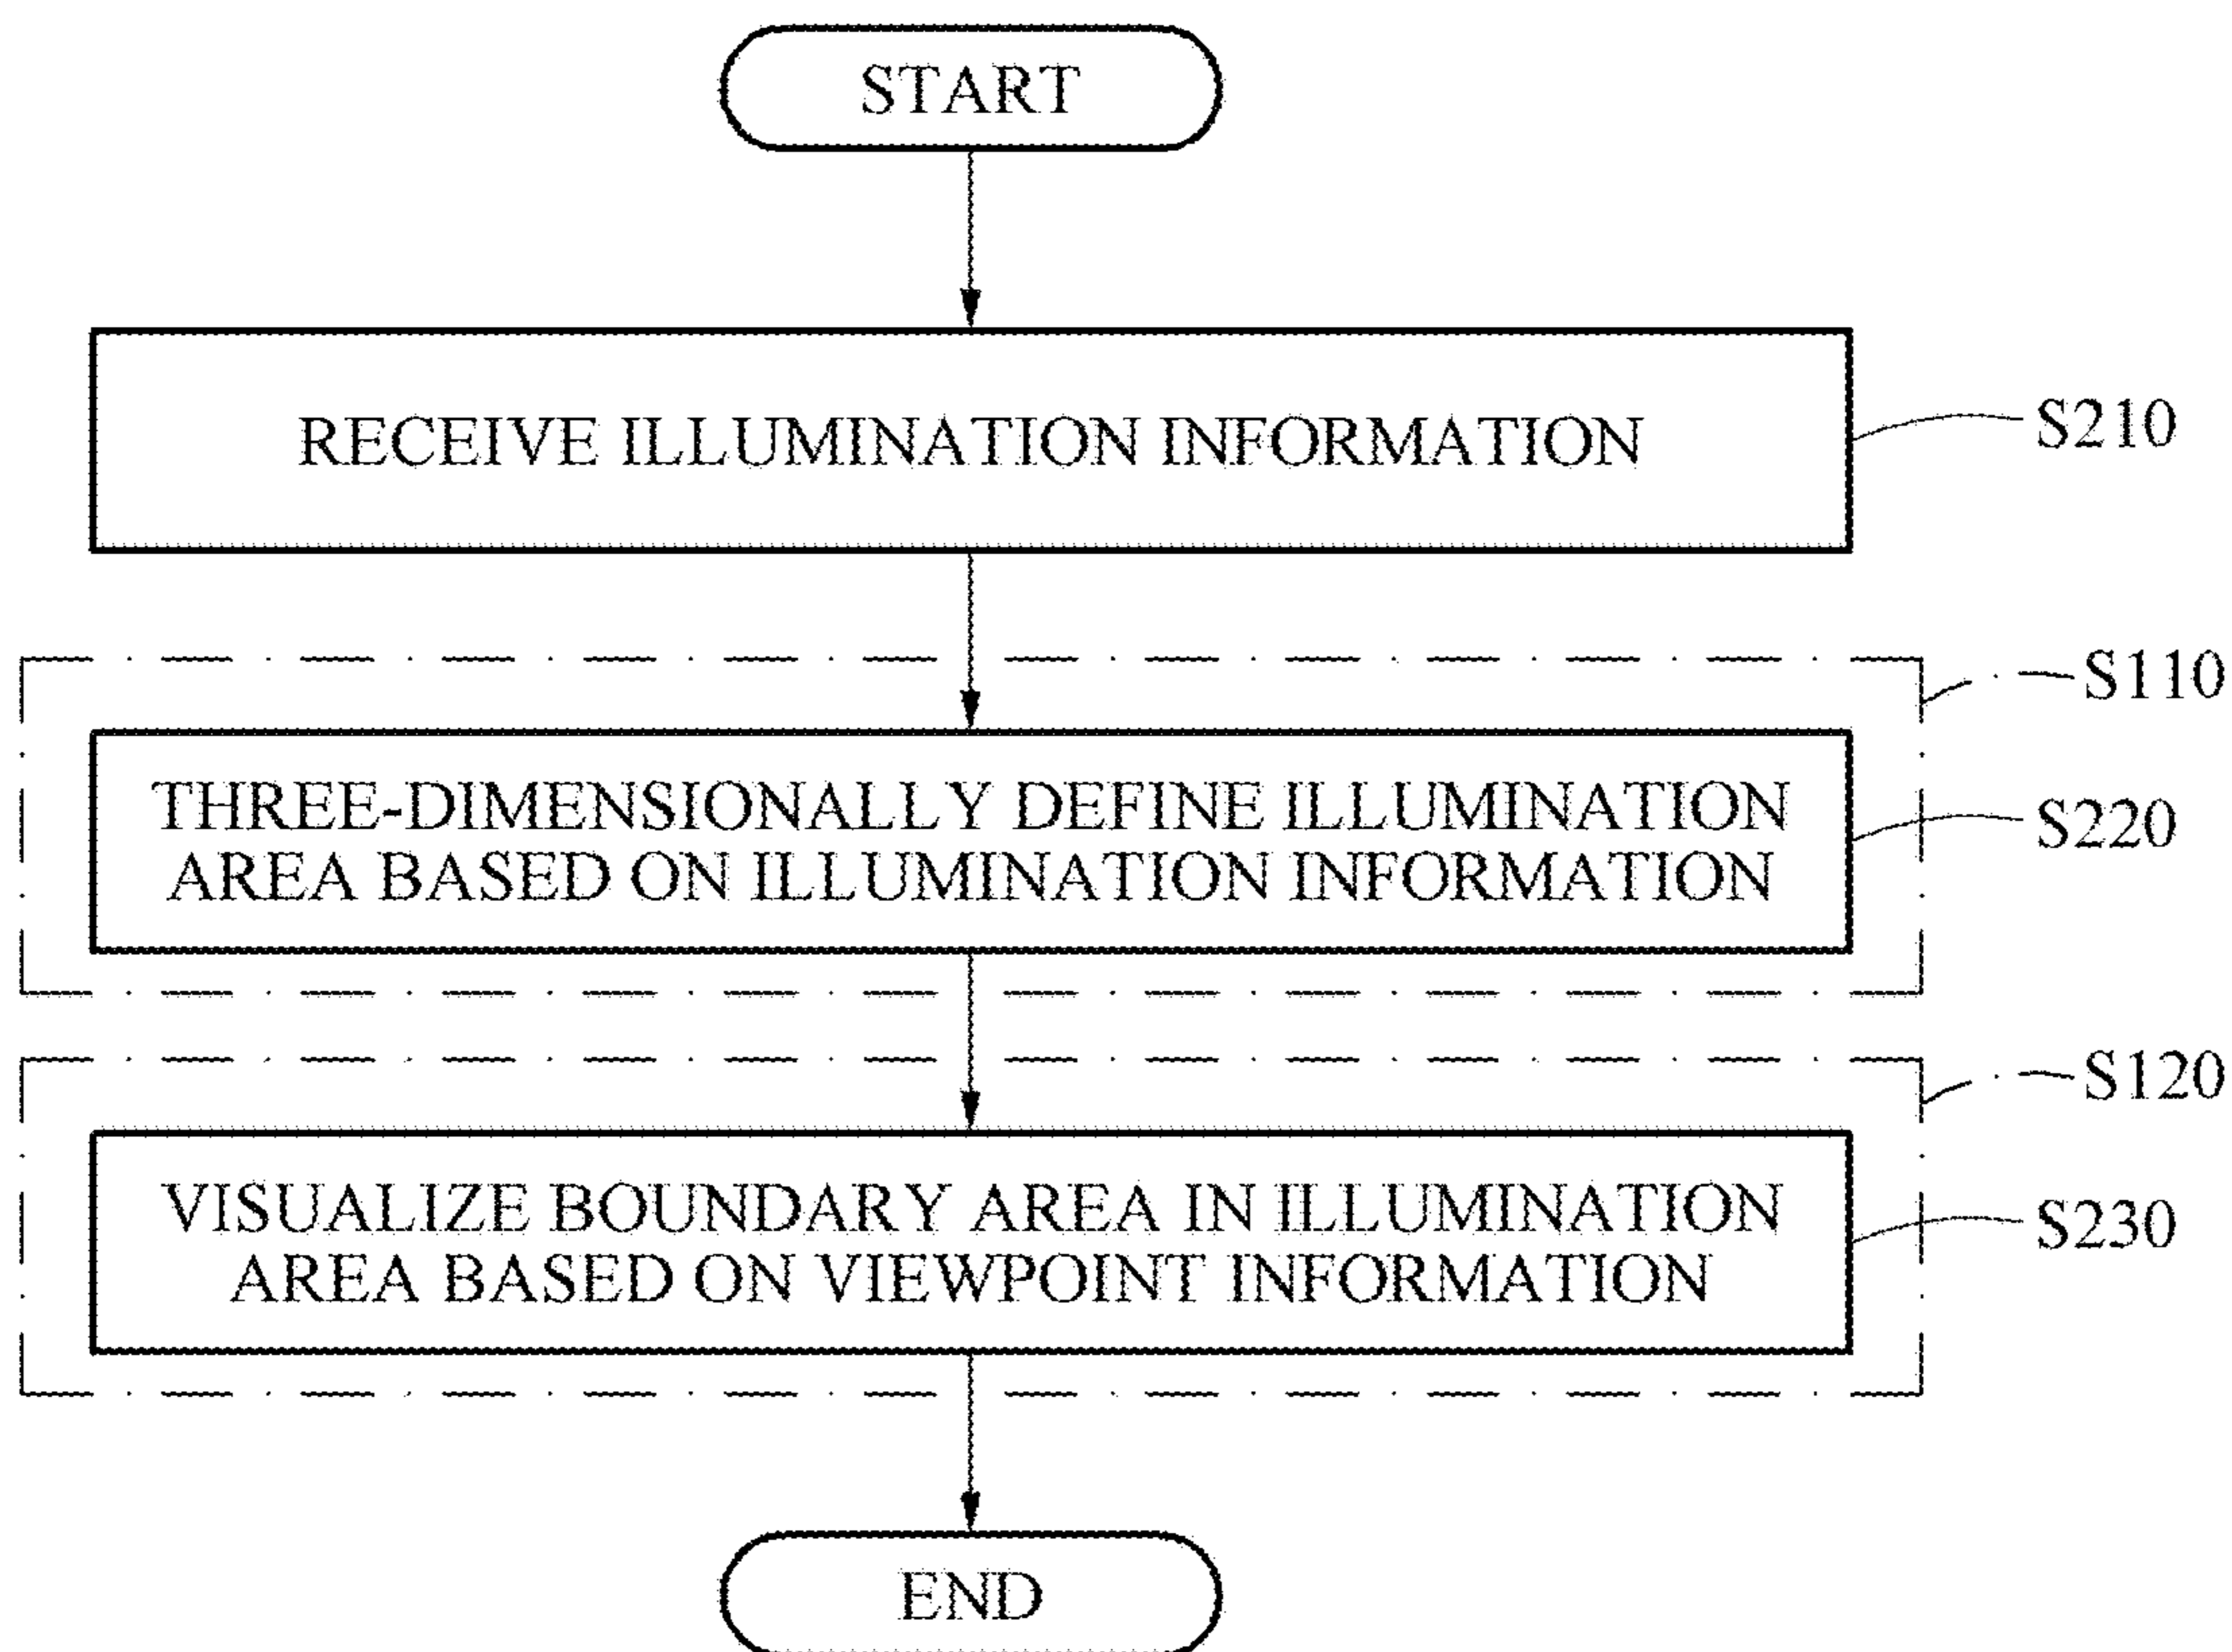 START
RECEIVE ILLUMINATION INFORMATION
S210
S110
THREE-DIMENSIONALLY DEFINE ILLUMINATION
AREA BASED ON ILLUMINATION INFORMATION
S220
S120
VISUALIZE BOUNDARY AREA IN ILLUMINATION
AREA BASED ON VIEWPOINT INFORMATION
S230
END